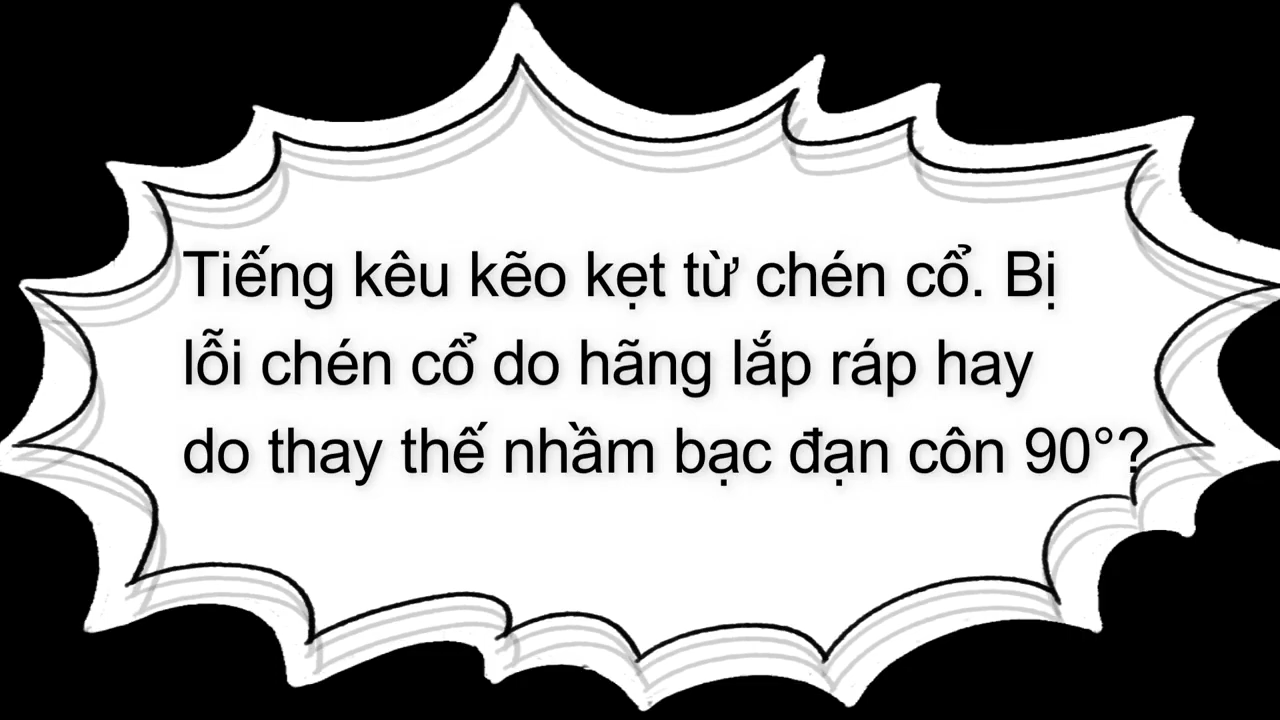 Tiếng kêu kẽo kẹt từ chén cổ. Bị
lỗi chén cổ do hãng lắp ráp hay
do thay thế nhầm bạc đạn côn 90°?